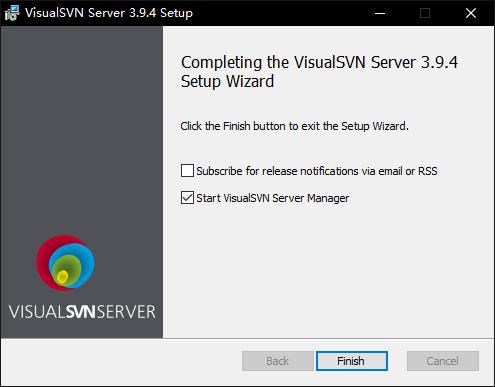 VisualSVN Server 3.9.4 Setup
Completing the VisualSVN Server 3.9.4
Setup Wizard
Click the Finish button to exit the Setup Wizard.
Subscribe for release notifications via email or RSS
Start VisualSVN Server Manager
VISUALSVNSERVER
Back
Finish
Cancel